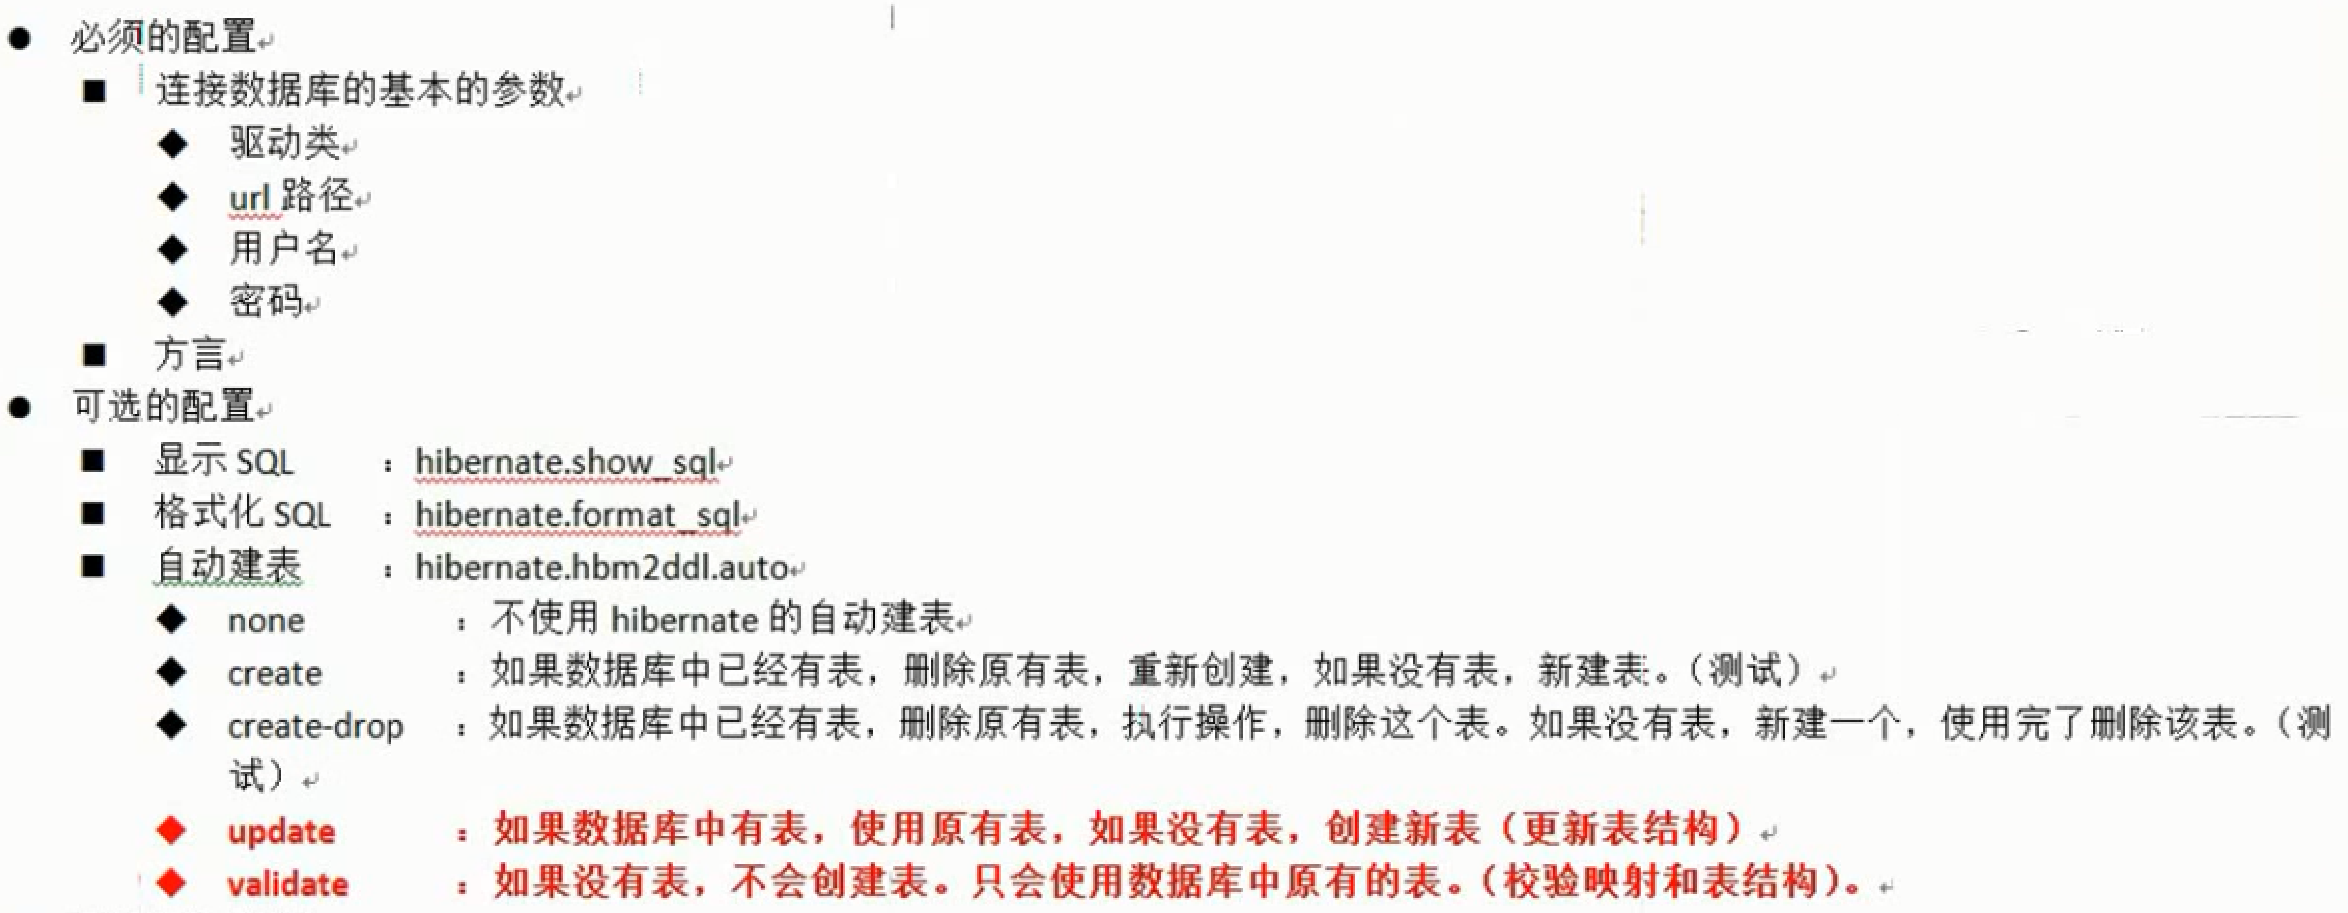 ● 必须的配置
■ 连接数据库的基本的参数
◆ 驱动类
◆ url 路径
◆ 用户名
◆ 密码
■ 方言
● 可选的配置
■ 显示 SQL : hibernate.show_sql
■ 格式化 SQL : hibernate.format_sql
■ 自动建表 : hibernate.hbm2ddl.auto
◆ none : 不使用 hibernate 的自动建表
◆ create : 如果数据库中已经有表，删除原有表，重新创建，如果没有表，新建表。（测试）
◆ create-drop : 如果数据库中已经有表，删除原有表，执行操作，删除这个表。如果没有表，新建一个，使用完了删除该表。（测
试）
◆ update : 如果数据库中有表，使用原有表，如果没有表，创建新表（更新表结构）
◆ validate : 如果没有表，不会创建表。只会使用数据库中原有的表。（校验映射和表结构）。